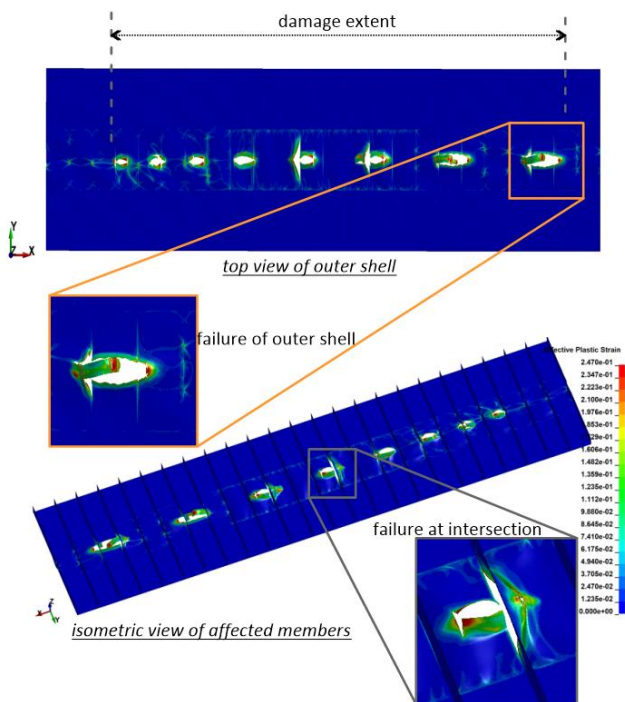 damage extent
Y
Z
X
top view of outer shell
failure of outer shell
Effective Plastic Strain
2.470e-01
2.347e-01
2.223e-01
2.100e-01
1.976e-01
1.606e-01
1.482e-01
1.359e-01
1.235e-01
1.112e-01
9.880e-02
8.645e-02
7.410e-02
6.175e-02
4.940e-02
3.705e-02
2.470e-02
1.235e-02
0.000e+00
failure at intersection
Z
X
Y
isometric view of affected members